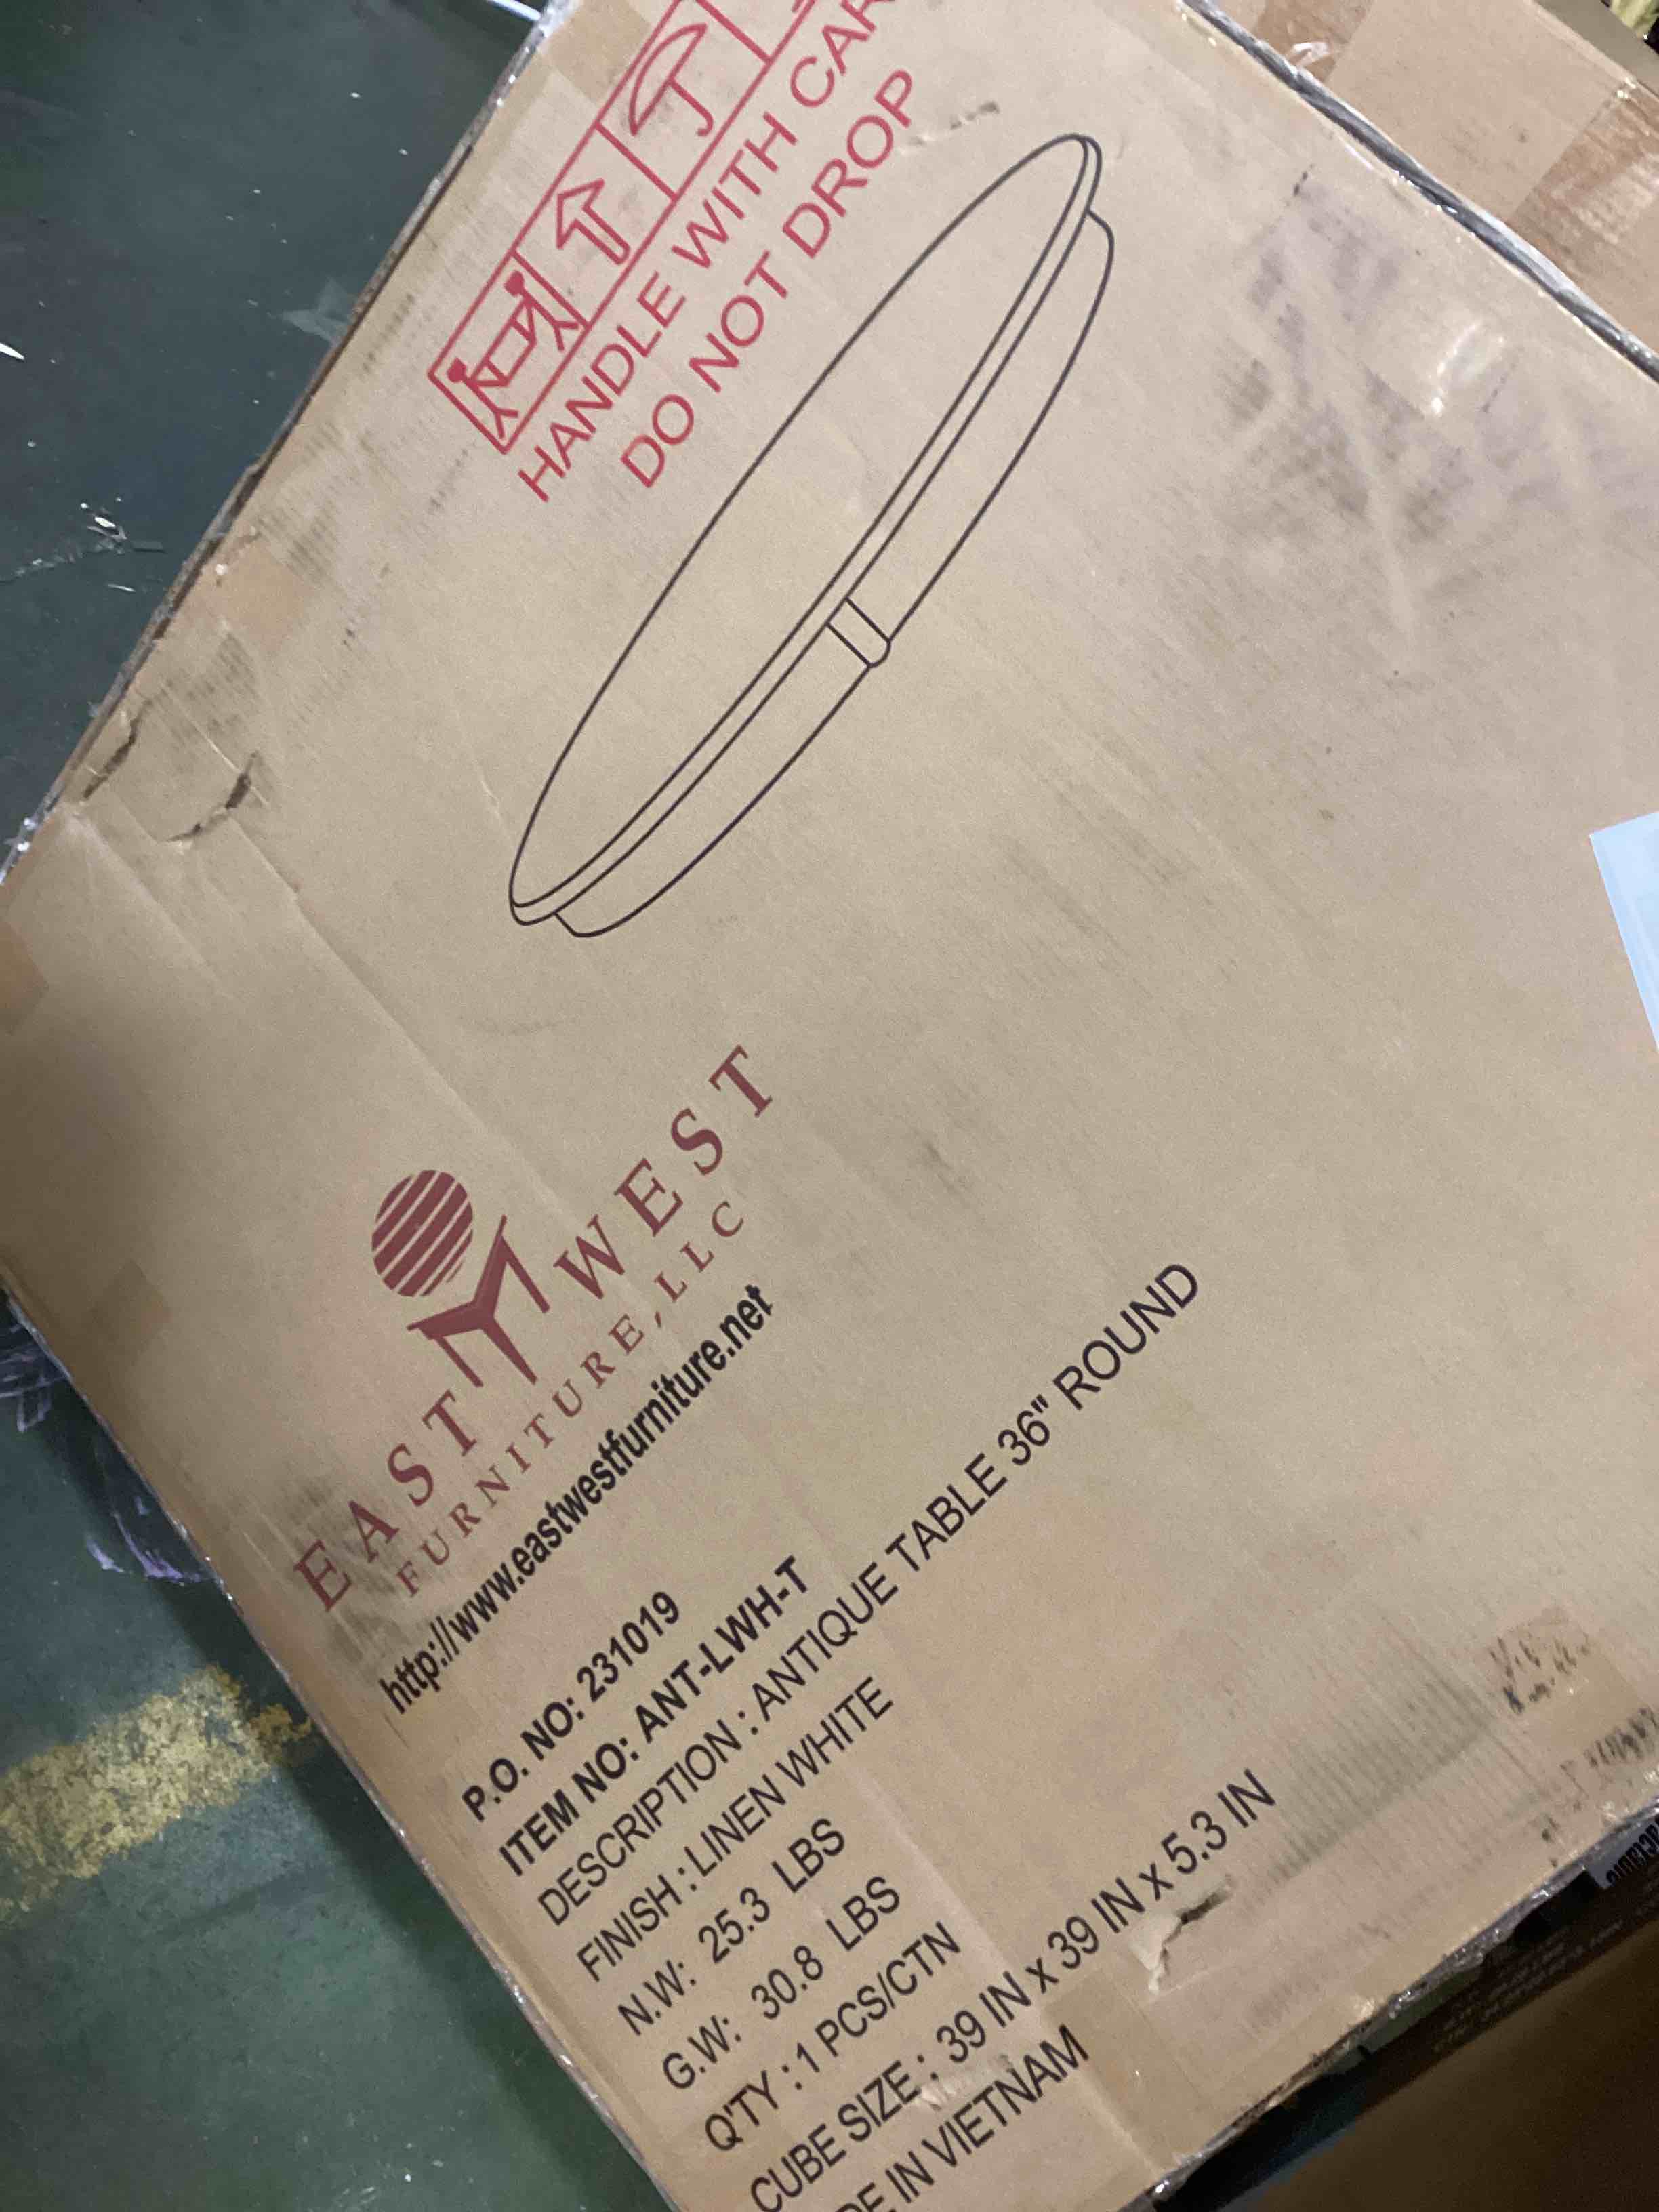 HANDLE WITH CAR
DO NOT DROP
EAST WEST
FURNITURE, LLC
http://www.eastwestfurniture.net
P.O. NO: 231019
ITEM NO: ANT-LWH-T
DESCRIPTION : ANTIQUE TABLE 36" ROUND
FINISH : LINEN WHITE
N.W: 25.3 LBS
G.W: 30.8 LBS
Q'TY : 1 PCS/CTN
CUBE SIZE : 39 IN x 39 IN x 5.3 IN
DE IN VIETNAM